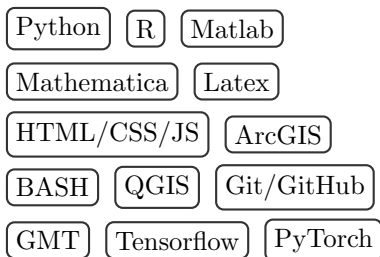 Python R Matlab
Mathematica Latex
HTML/CSS/JS ArcGIS
BASH QGIS Git/GitHub
GMT Tensorflow PyTorch